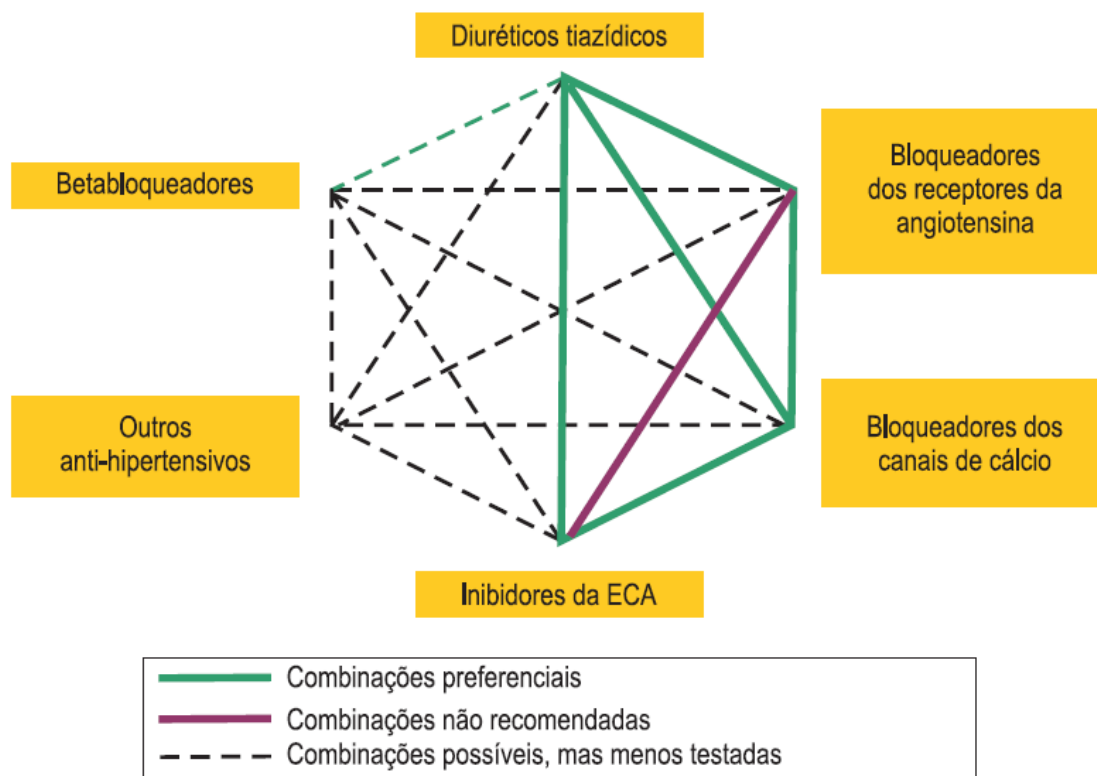 Diuréticos tiazídicos
Betabloqueadores
Bloqueadores
dos receptores da
angiotensina
Outros
anti-hipertensivos
Bloqueadores dos
canais de cálcio
Inibidores da ECA
Combinações preferenciais
Combinações não recomendadas
Combinações possíveis, mas menos testadas